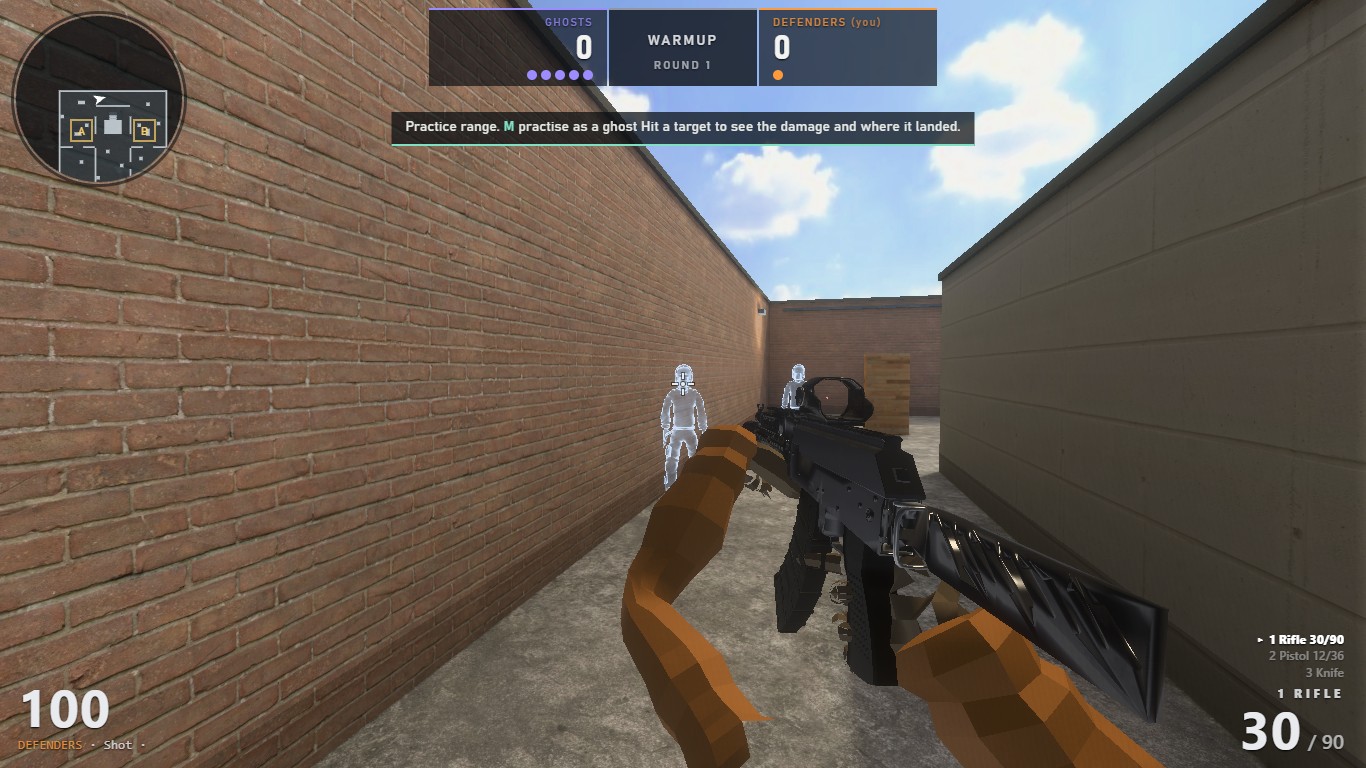 GHOSTS
0
WARMUP
ROUND 1
DEFENDERS (you)
0
Practice range. M practise as a ghost Hit a target to see the damage and where it landed.
A
B
▸ 1 Rifle 30/90
2 Pistol 12/36
3 Knife
1 RIFLE
30 / 90
100
DEFENDERS · Shot ·